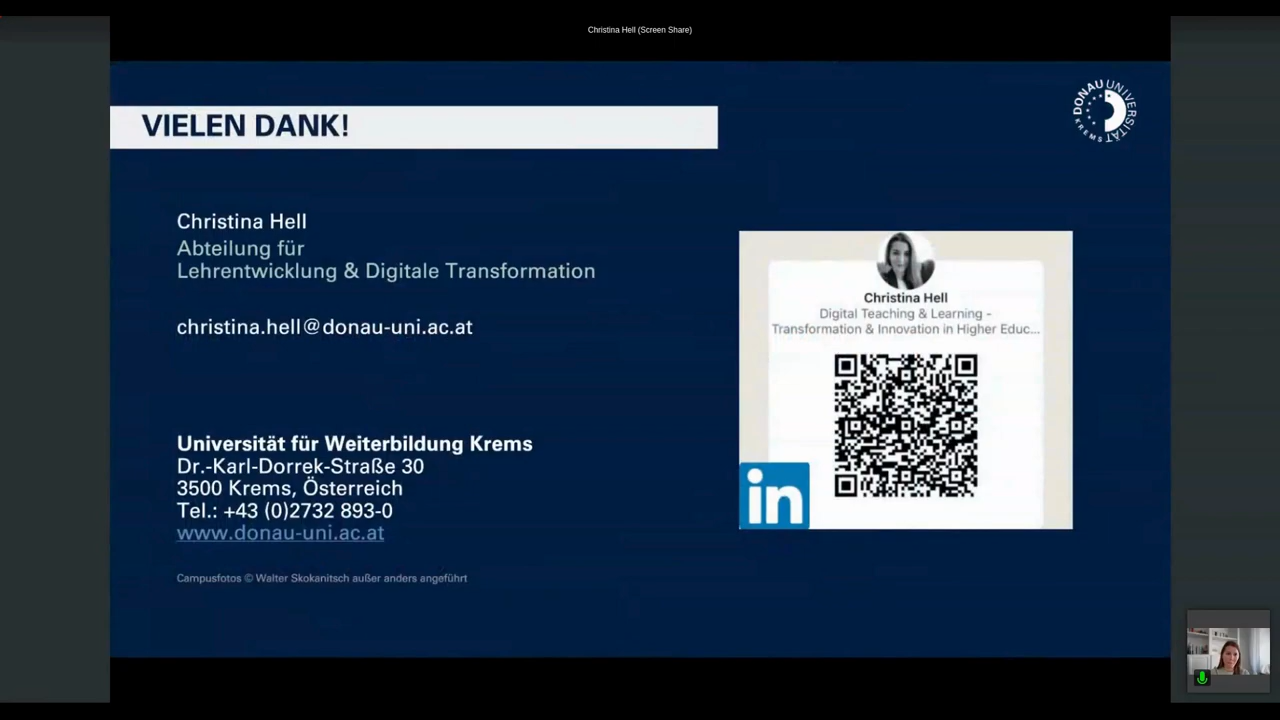 Christina Hell (Screen Share)
VIELEN DANK!
DONAU UNIVERSITÄT KREMS
Christina Hell
Abteilung für
Lehrentwicklung & Digitale Transformation
christina.hell@donau-uni.ac.at
Christina Hell
Digital Teaching & Learning -
Transformation & Innovation in Higher Educ...
in
Universität für Weiterbildung Krems
Dr.-Karl-Dorrek-Straße 30
3500 Krems, Österreich
Tel.: +43 (0)2732 893-0
www.donau-uni.ac.at
Campusfotos © Walter Skokanitsch außer anders angeführt